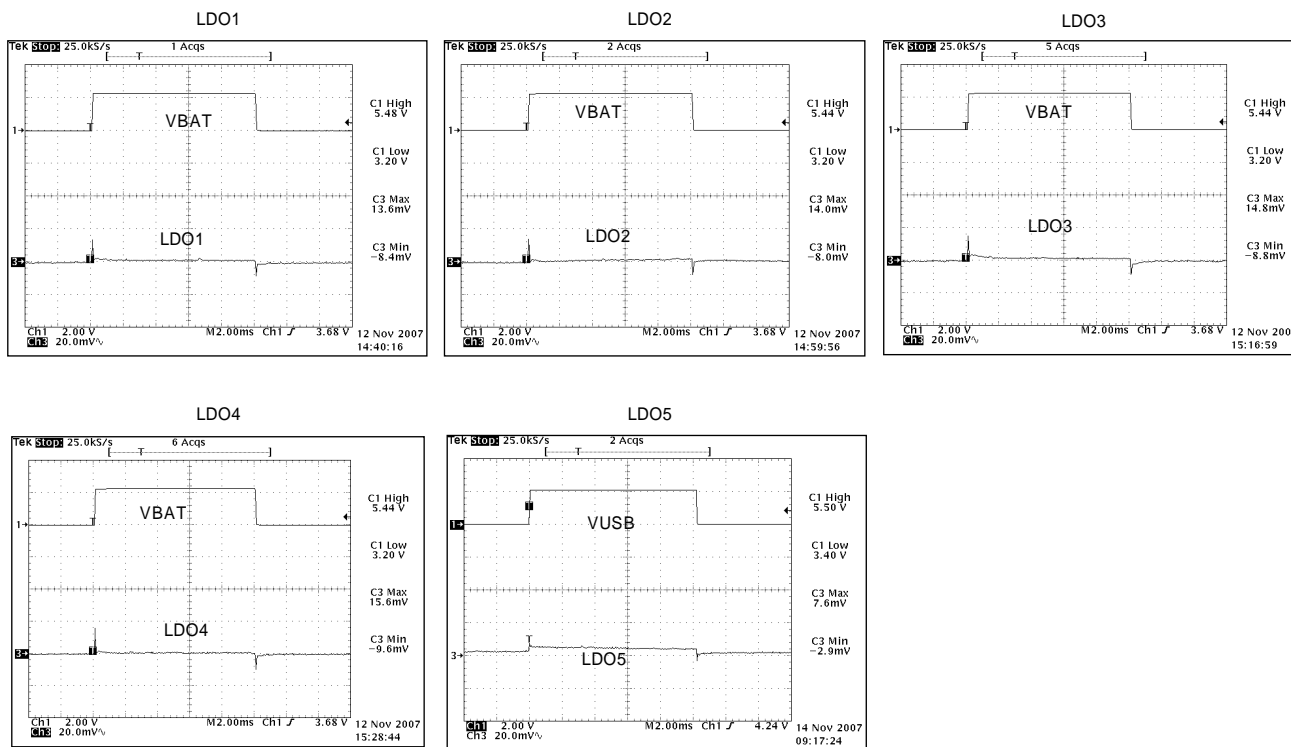 LDO1
Tek Stop: 25.0kS/s 1 Acqs
[ T ]
C1 High
5.48 V
VBAT
1→
C1 Low
3.20 V
C3 Max
13.6mV
LDO1
C3 Min
-8.4mV
3→
Ch1 2.00 V M2.00ms Ch1 ƒ 3.68 V
Ch3 20.0mV∿
12 Nov 2007
14:40:16
LDO2
Tek Stop: 25.0kS/s 2 Acqs
[ T ]
C1 High
5.44 V
VBAT
1→
C1 Low
3.20 V
C3 Max
14.0mV
LDO2
C3 Min
-8.0mV
3→
Ch1 2.00 V M2.00ms Ch1 ƒ 3.68 V
Ch3 20.0mV∿
12 Nov 2007
14:59:56
LDO3
Tek Stop: 25.0kS/s 5 Acqs
[ T ]
C1 High
5.44 V
VBAT
1→
C1 Low
3.20 V
C3 Max
14.8mV
LDO3
C3 Min
-8.8mV
3→
Ch1 2.00 V M2.00ms Ch1 ƒ 3.68 V
Ch3 20.0mV∿
12 Nov 200
15:16:59
LDO4
Tek Stop: 25.0kS/s 6 Acqs
[ T ]
C1 High
5.44 V
VBAT
1→
C1 Low
3.20 V
C3 Max
15.6mV
LDO4
C3 Min
-9.6mV
3→
Ch1 2.00 V M2.00ms Ch1 ƒ 3.68 V
Ch3 20.0mV∿
12 Nov 2007
15:28:44
LDO5
Tek Stop: 25.0kS/s 2 Acqs
[ T ]
C1 High
5.50 V
VUSB
1→
C1 Low
3.40 V
C3 Max
7.6mV
C3 Min
-2.9mV
3→
LDO5
Ch1 2.00 V M2.00ms Ch1 ƒ 4.24 V
Ch3 20.0mV∿
14 Nov 2007
09:17:24